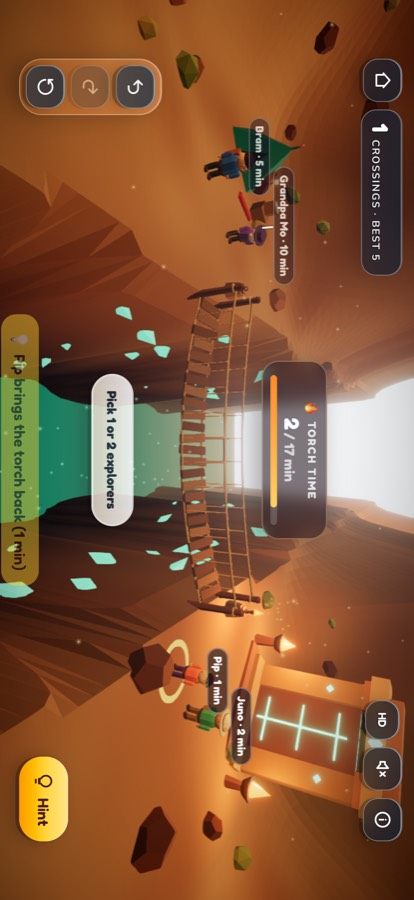 1 CROSSINGS · BEST 5
HD
🔥 TORCH TIME
2 / 17 min
Grandpa Mo · 10 min
Bram · 5 min
Juno · 2 min
Pip · 1 min
Pick 1 or 2 explorers
Pip brings the torch back (1 min)
Hint